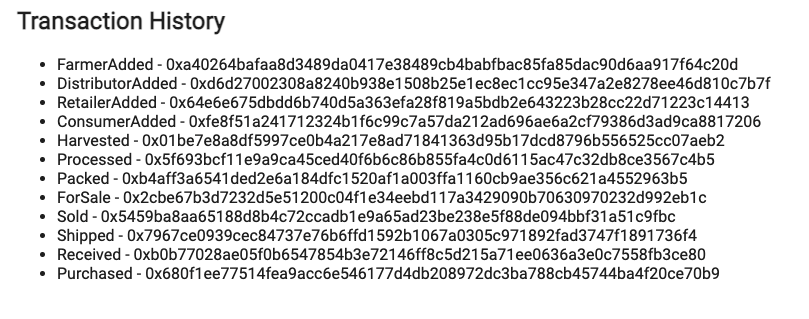 Transaction History
• FarmerAdded - 0xa40264bafaa8d3489da0417e38489cb4babfbac85fa85dac90d6aa917f64c20d
• DistributorAdded - 0xd6d27002308a8240b938e1508b25e1ec8ec1cc95e347a2e8278ee46d810c7b7f
• RetailerAdded - 0x64e6e675dbdd6b740d5a363efa28f819a5bdb2e643223b28cc22d71223c14413
• ConsumerAdded - 0xfe8f51a241712324b1f6c99c7a57da212ad696ae6a2cf79386d3ad9ca8817206
• Harvested - 0x01be7e8a8df5997ce0b4a217e8ad71841363d95b17dcd8796b556525cc07aeb2
• Processed - 0x5f693bcf11e9a9ca45ced40f6b6c86b855fa4c0d6115ac47c32db8ce3567c4b5
• Packed - 0xb4aff3a6541ded2e6a184dfc1520af1a003ffa1160cb9ae356c621a4552963b5
• ForSale - 0x2cbe67b3d7232d5e51200c04f1e34eebd117a3429090b70630970232d992eb1c
• Sold - 0x5459ba8aa65188d8b4c72ccadb1e9a65ad23be238e5f88de094bbf31a51c9fbc
• Shipped - 0x7967ce0939cec84737e76b6ffd1592b1067a0305c971892fad3747f1891736f4
• Received - 0xb0b77028ae05f0b6547854b3e72146ff8c5d215a71ee0636a3e0c7558fb3ce80
• Purchased - 0x680f1ee77514fea9acc6e546177d4db208972dc3ba788cb45744ba4f20ce70b9